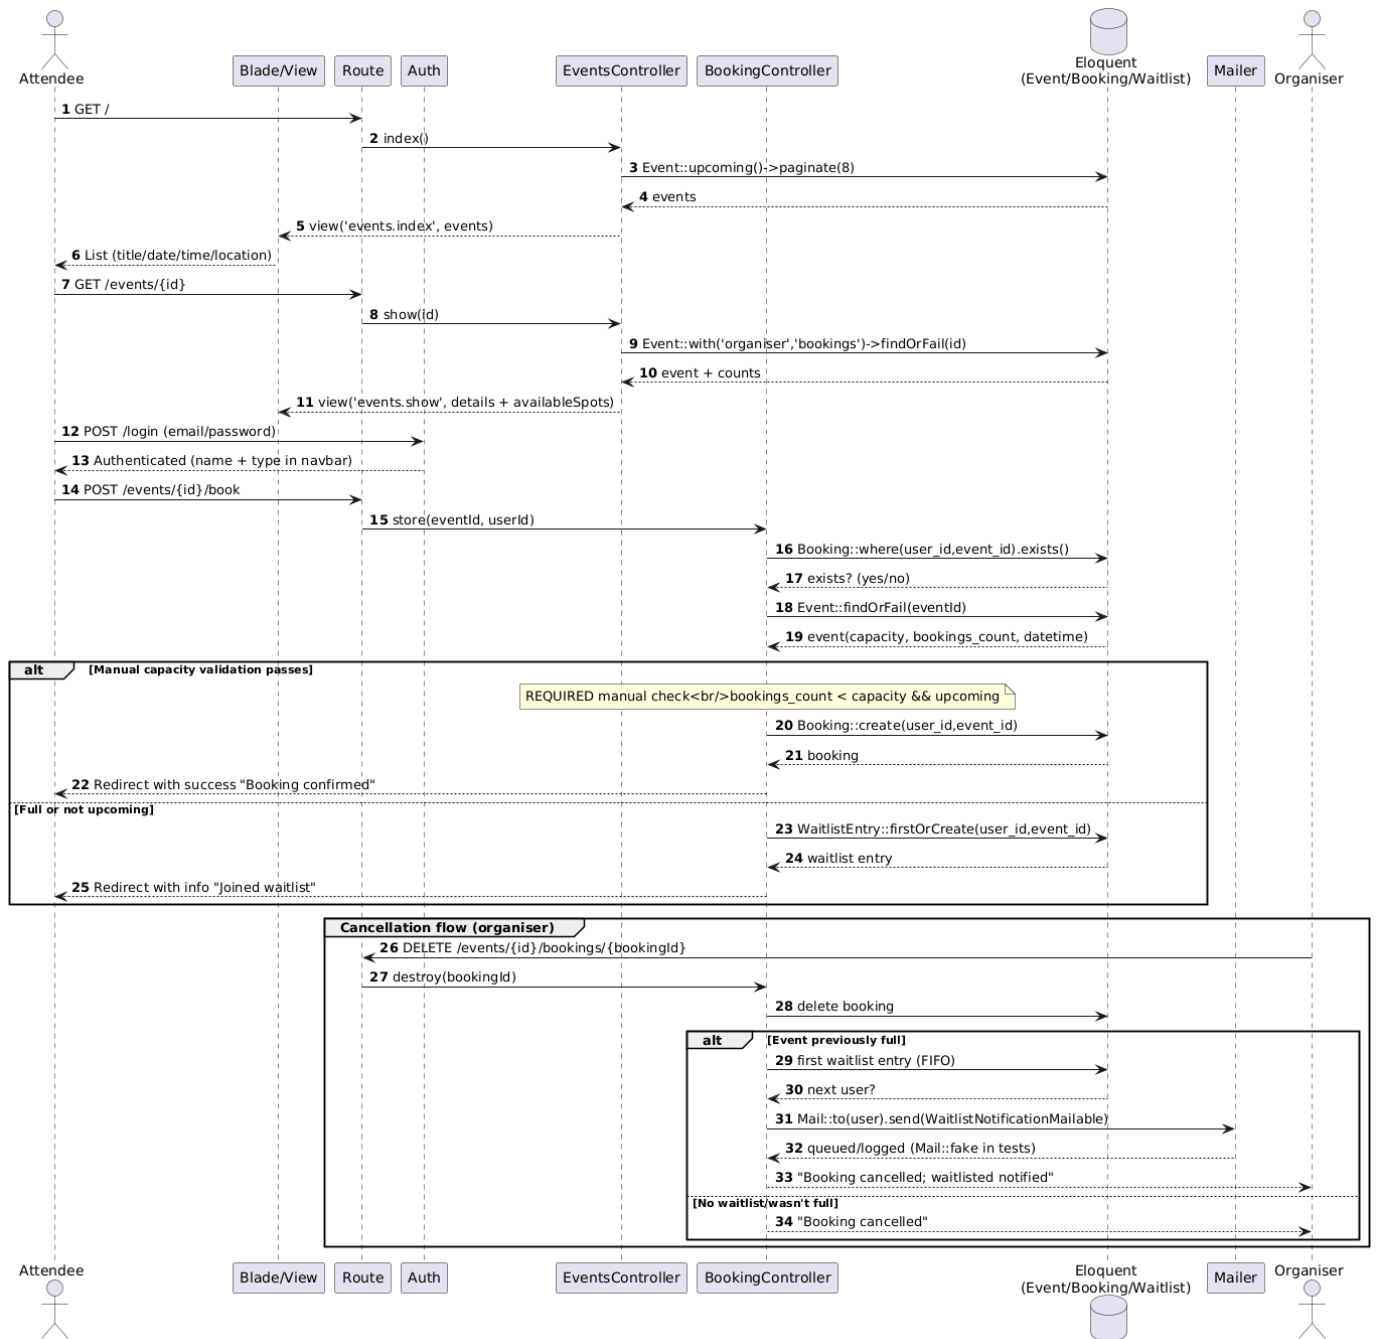 Attendee
Blade/View
Route
Auth
EventsController
BookingController
Eloquent
(Event/Booking/Waitlist)
Mailer
Organiser
1 GET /
2 index()
3 Event::upcoming()->paginate(8)
4 events
5 view('events.index', events)
6 List (title/date/time/location)
7 GET /events/{id}
8 show(id)
9 Event::with('organiser','bookings')->findOrFail(id)
10 event + counts
11 view('events.show', details + availableSpots)
12 POST /login (email/password)
13 Authenticated (name + type in navbar)
14 POST /events/{id}/book
15 store(eventId, userId)
16 Booking::where(user_id,event_id).exists()
17 exists? (yes/no)
18 Event::findOrFail(eventId)
19 event(capacity, bookings_count, datetime)
alt [Manual capacity validation passes]
REQUIRED manual check<br/>bookings_count < capacity && upcoming
20 Booking::create(user_id,event_id)
21 booking
22 Redirect with success "Booking confirmed"
[Full or not upcoming]
23 WaitlistEntry::firstOrCreate(user_id,event_id)
24 waitlist entry
25 Redirect with info "Joined waitlist"
Cancellation flow (organiser)
26 DELETE /events/{id}/bookings/{bookingId}
27 destroy(bookingId)
28 delete booking
alt [Event previously full]
29 first waitlist entry (FIFO)
30 next user?
31 Mail::to(user).send(WaitlistNotificationMailable)
32 queued/logged (Mail::fake in tests)
33 "Booking cancelled; waitlisted notified"
[No waitlist/wasn't full]
34 "Booking cancelled"
Attendee
Blade/View
Route
Auth
EventsController
BookingController
Eloquent
(Event/Booking/Waitlist)
Mailer
Organiser